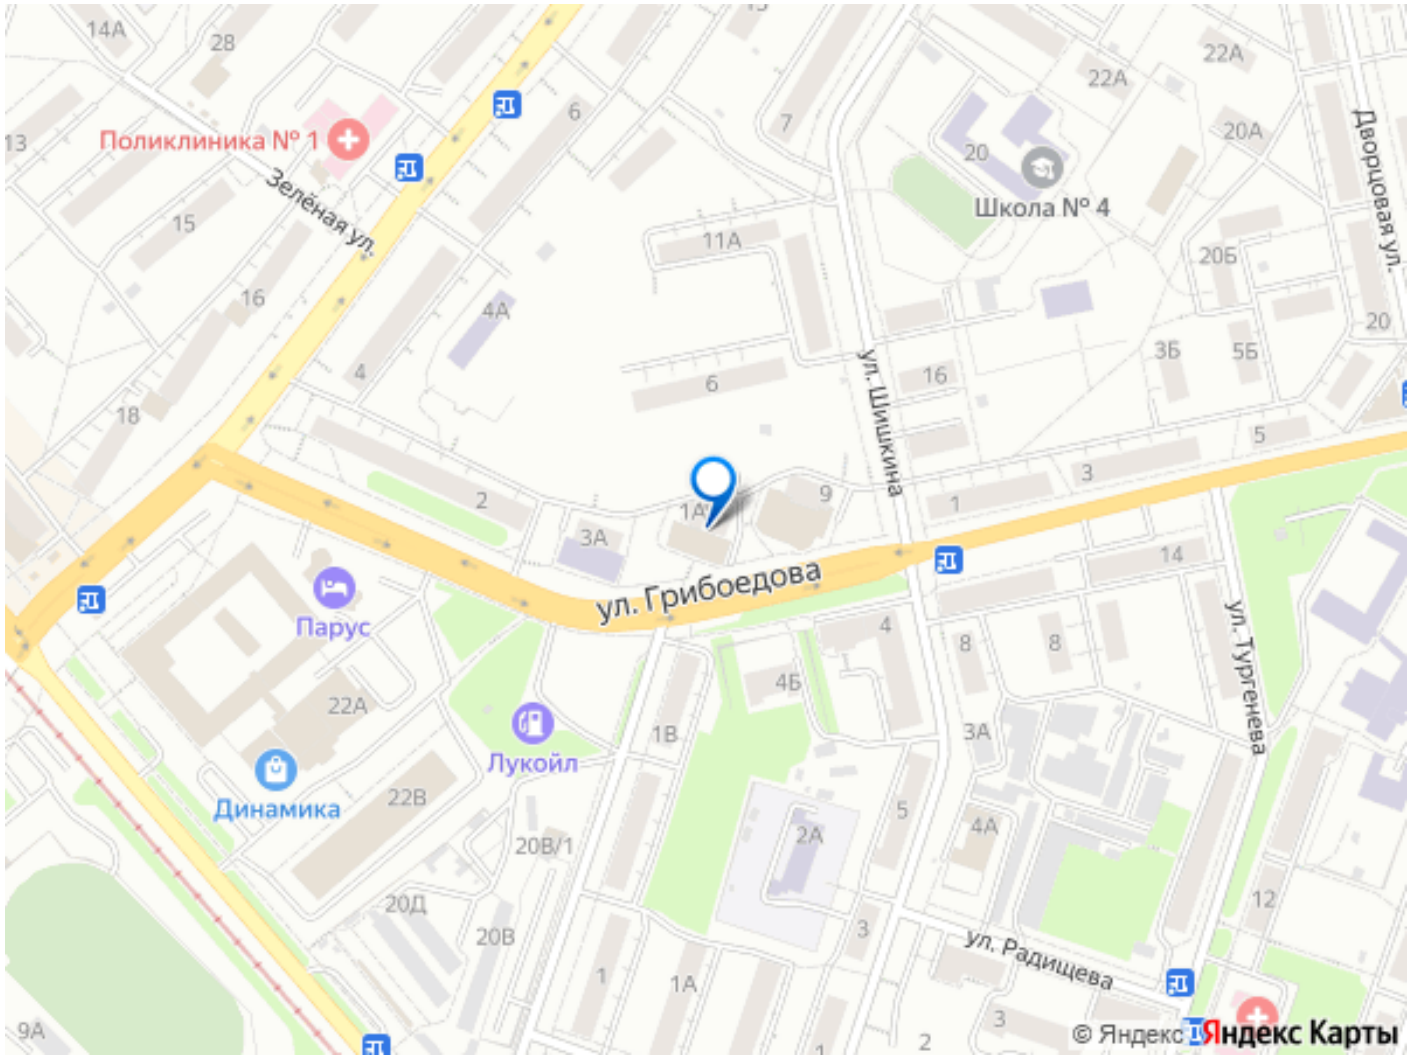 14А
28
13
22А
22А
6
7
20А
Поликлиника № 1
20
Школа № 4
Дворцовая ул.
Зелёная ул.
15
11А
20Б
16
4А
20
3Б
5Б
4
6
16
ул. Шишкина
18
5
2
9
3
1
1А
3А
14
ул. Грибоедова
Парус
4
8
8
ул. Тургенева
4Б
22А
1В
3А
Лукойл
Динамика
22В
5
4А
2А
20В/1
12
20Д
20В
3
ул. Радищева
1
1А
9А
3
2
1
© Яндекс
Яндекс Карты